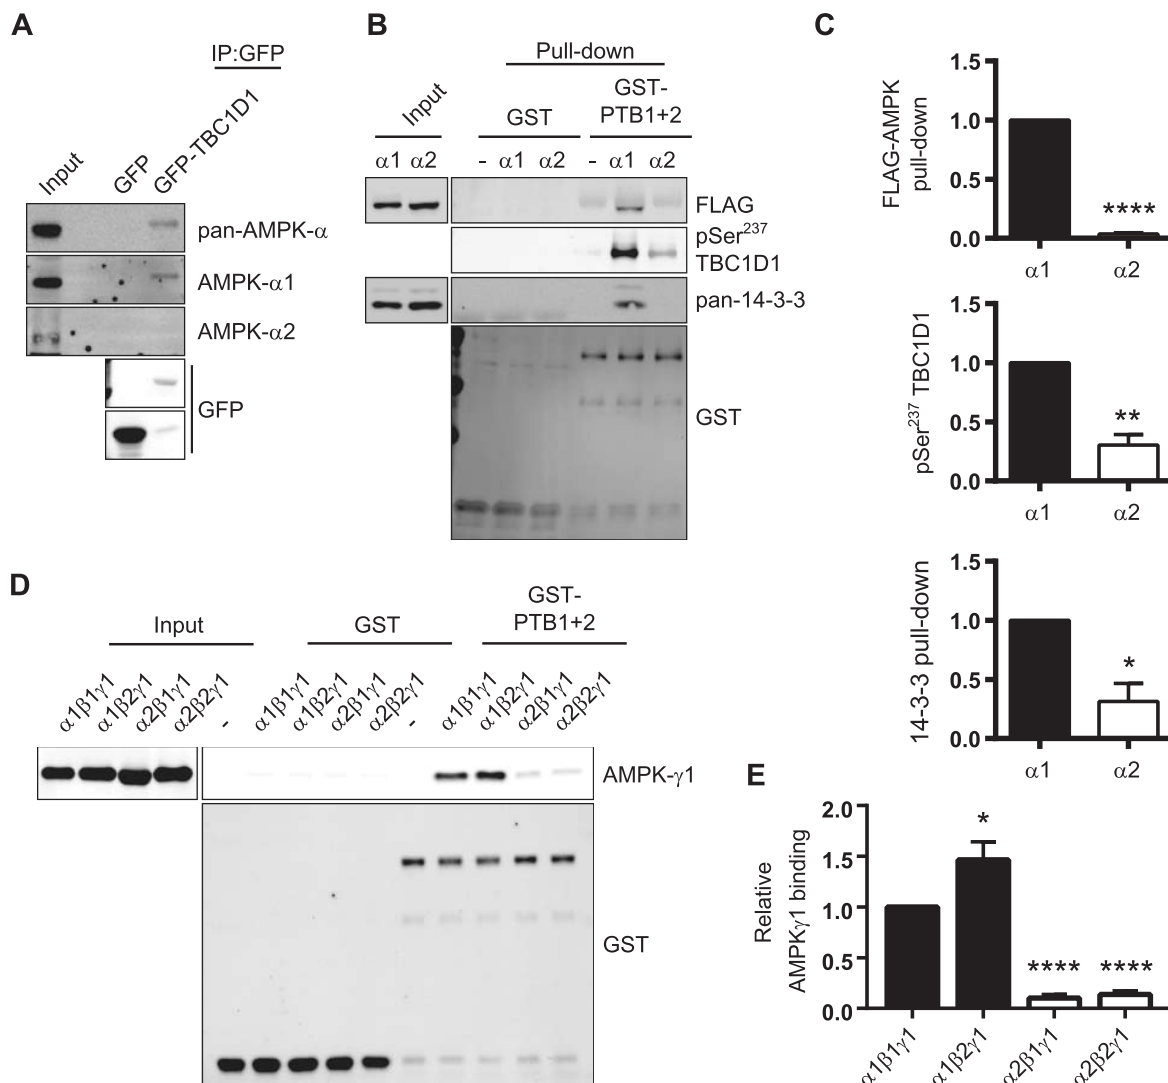 A
IP:GFP
Input
GFP
GFP-TBC1D1
pan-AMPK-α
AMPK-α1
AMPK-α2
GFP
B
Pull-down
Input
GST
GST-
PTB1+2
α1 α2 - α1 α2 - α1 α2
FLAG
pSer237
TBC1D1
pan-14-3-3
GST
C
FLAG-AMPK
pull-down
1.5
1.0
0.5
0.0
****
α1 α2
pSer237 TBC1D1
1.5
1.0
0.5
0.0
**
α1 α2
14-3-3 pull-down
1.5
1.0
0.5
0.0
*
α1 α2
D
Input
GST
GST-
PTB1+2
α1β1γ1 α1β2γ1 α2β1γ1 α2β2γ1 - α1β1γ1 α1β2γ1 α2β1γ1 α2β2γ1 - α1β1γ1 α1β2γ1 α2β1γ1 α2β2γ1
AMPK-γ1
GST
E
Relative
AMPKγ1 binding
2.0
1.5
1.0
0.5
0.0
*
**** ****
α1β1γ1 α1β2γ1 α2β1γ1 α2β2γ1